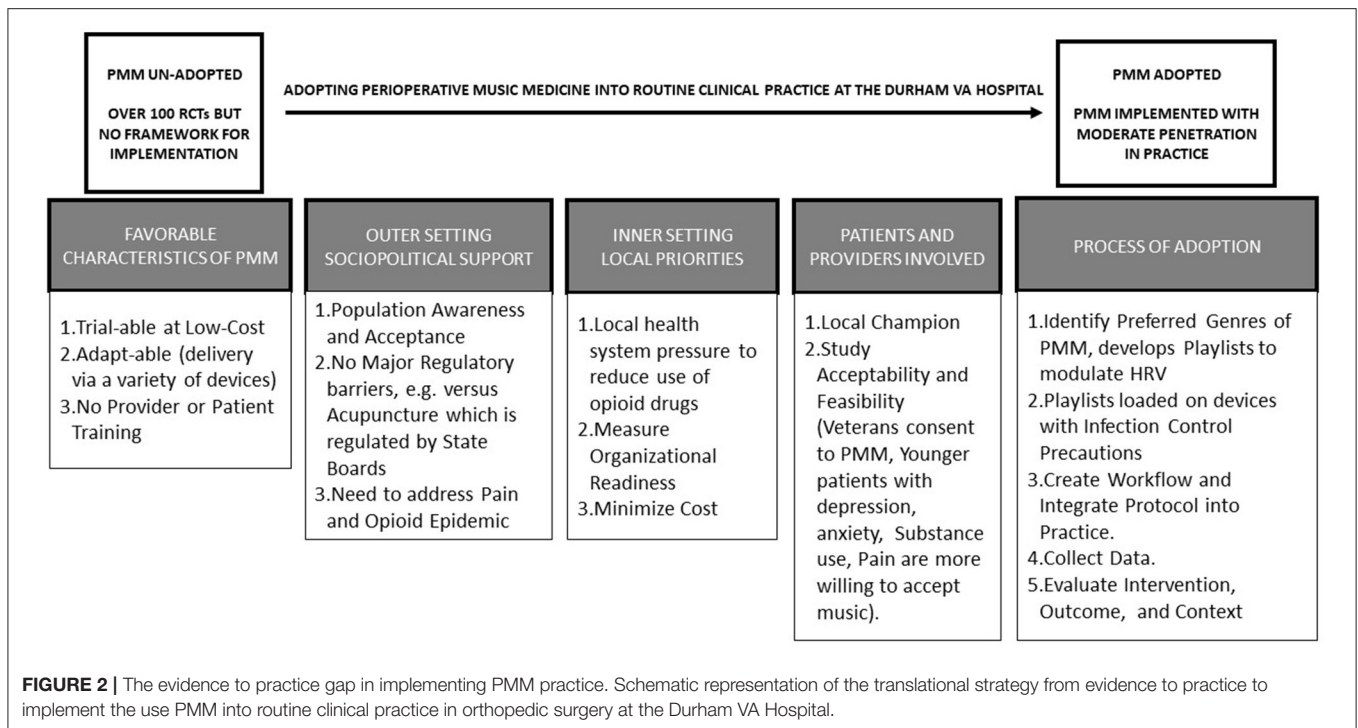 PMM UN-ADOPTED
OVER 100 RCTs BUT
NO FRAMEWORK FOR
IMPLEMENTATION
ADOPTING PERIOPERATIVE MUSIC MEDICINE INTO ROUTINE CLINICAL PRACTICE AT THE DURHAM VA HOSPITAL
PMM ADOPTED
PMM IMPLEMENTED WITH
MODERATE PENETRATION
IN PRACTICE
FAVORABLE
CHARACTERISTICS OF PMM
1.Trial-able at Low-Cost
2.Adapt-able (delivery
via a variety of devices)
3.No Provider or Patient
Training
OUTER SETTING
SOCIOPOLITICAL SUPPORT
1.Population Awareness
and Acceptance
2.No Major Regulatory
barriers, e.g. versus
Acupuncture which is
regulated by State
Boards
3.Need to address Pain
and Opioid Epidemic
INNER SETTING
LOCAL PRIORITIES
1.Local health
system pressure to
reduce use of
opioid drugs
2.Measure
Organizational
Readiness
3.Minimize Cost
PATIENTS AND
PROVIDERS INVOLVED
1.Local Champion
2.Study
Acceptability and
Feasibility
(Veterans consent
to PMM, Younger
patients with
depression,
anxiety, Substance
use, Pain are more
willing to accept
music).
PROCESS OF ADOPTION
1.Identify Preferred Genres of
PMM, develops Playlists to
modulate HRV
2.Playlists loaded on devices
with Infection Control
Precautions
3.Create Workflow and
Integrate Protocol into
Practice.
4.Collect Data.
5.Evaluate Intervention,
Outcome, and Context
FIGURE 2 | The evidence to practice gap in implementing PMM practice. Schematic representation of the translational strategy from evidence to practice to
implement the use PMM into routine clinical practice in orthopedic surgery at the Durham VA Hospital.